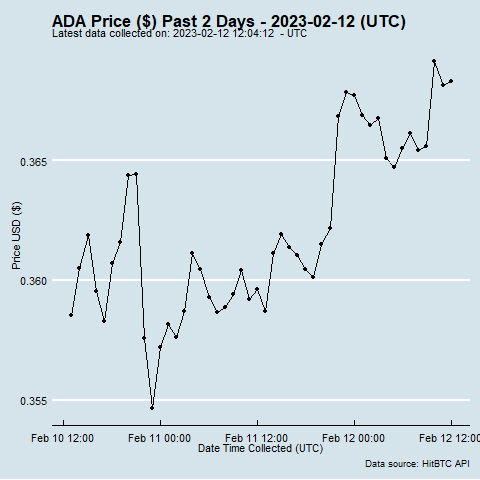 ADA Price ($) Past 2 Days - 2023-02-12 (UTC)
Latest data collected on: 2023-02-12 12:04:12 - UTC
0.365
0.360
0.355
Price USD ($)
Feb 10 12:00 Feb 11 00:00 Feb 11 12:00 Feb 12 00:00 Feb 12 12:00
Date Time Collected (UTC)
Data source: HitBTC API